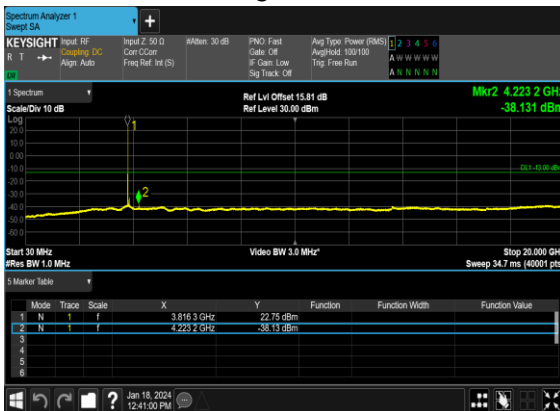 Spectrum Analyzer 1
Swept SA
KEYSIGHT
R T
Input: RF
Coupling: DC
Align: Auto
Input Z: 50 Ω
Corr CCorr
Freq Ref: Int (S)
#Atten: 30 dB
PNO: Fast
Gate: Off
IF Gain: Low
Sig Track: Off
Avg Type: Power (RMS)
Avg|Hold: 100/100
Trig: Free Run
1 2 3 4 5 6
A W W W W W
A N N N N N
LV
1 Spectrum
Scale/Div 10 dB
Ref Lvl Offset 15.81 dB
Ref Level 30.00 dBm
Mkr2 4.223 2 GHz
-38.131 dBm
Log
20.0
10.0
0.00
-10.0
-20.0
-30.0
-40.0
-50.0
-60.0
1
2
DL1 -13.00 dBm
Start 30 MHz
#Res BW 1.0 MHz
Video BW 3.0 MHz*
Stop 20.000 GH
Sweep 34.7 ms (40001 pts
5 Marker Table
Mode Trace Scale X Y Function Function Width Function Value
1 N 1 f 3.816 3 GHz 22.75 dBm
2 N 1 f 4.223 2 GHz -38.13 dBm
3
4
5
6
?
Jan 18, 2024
12:41:00 PM